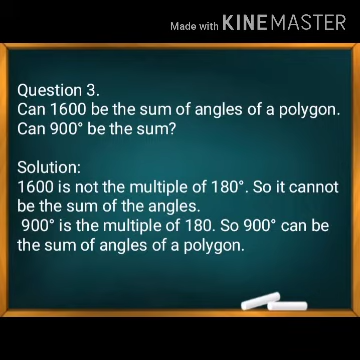 Made with KINEMASTER
Question 3.
Can 1600 be the sum of angles of a polygon.
Can 900° be the sum?
Solution:
1600 is not the multiple of 180°. So it cannot
be the sum of the angles.
900° is the multiple of 180. So 900° can be
the sum of angles of a polygon.